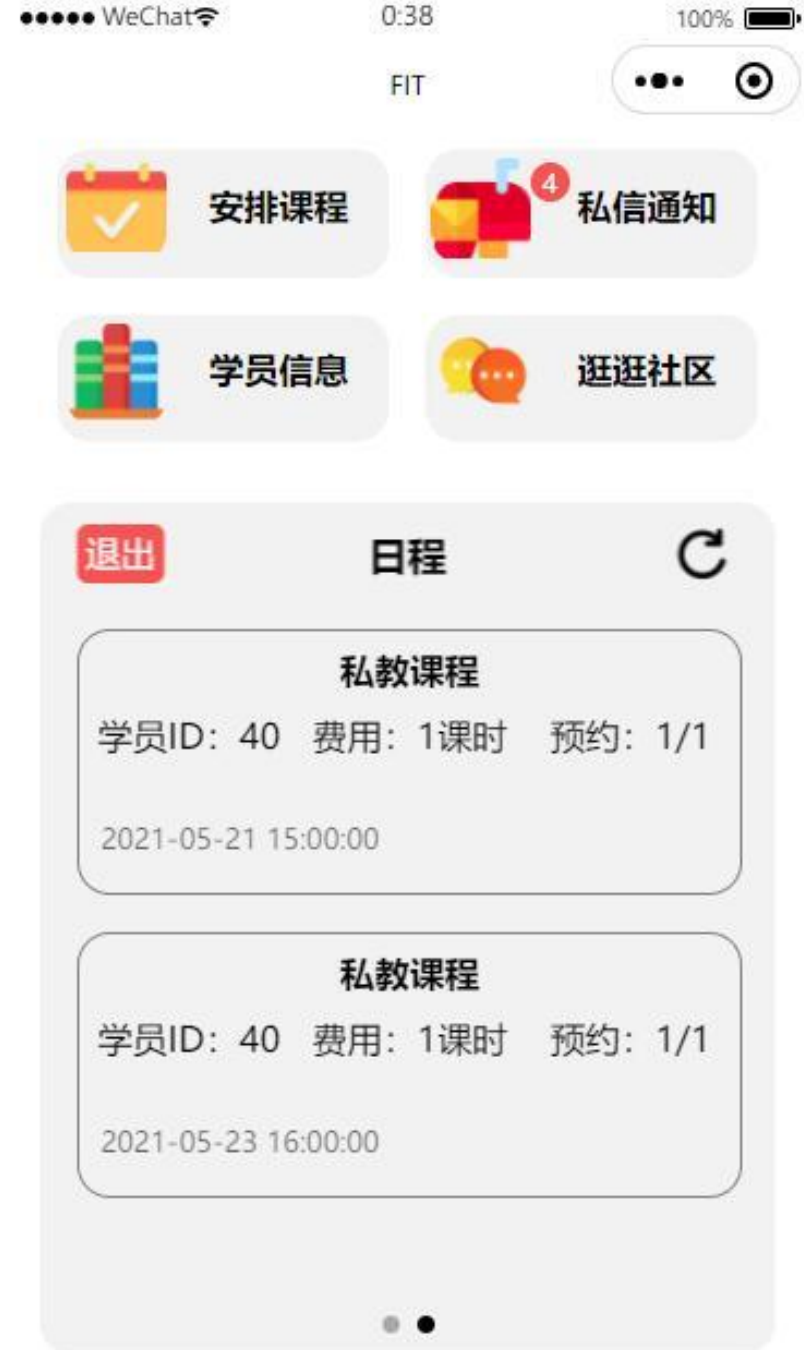 WeChat 0:38 100%
FIT
安排课程 4 私信通知
学员信息 逛逛社区
退出 日程
私教课程
学员ID：40 费用：1课时 预约：1/1
2021-05-21 15:00:00
私教课程
学员ID：40 费用：1课时 预约：1/1
2021-05-23 16:00:00